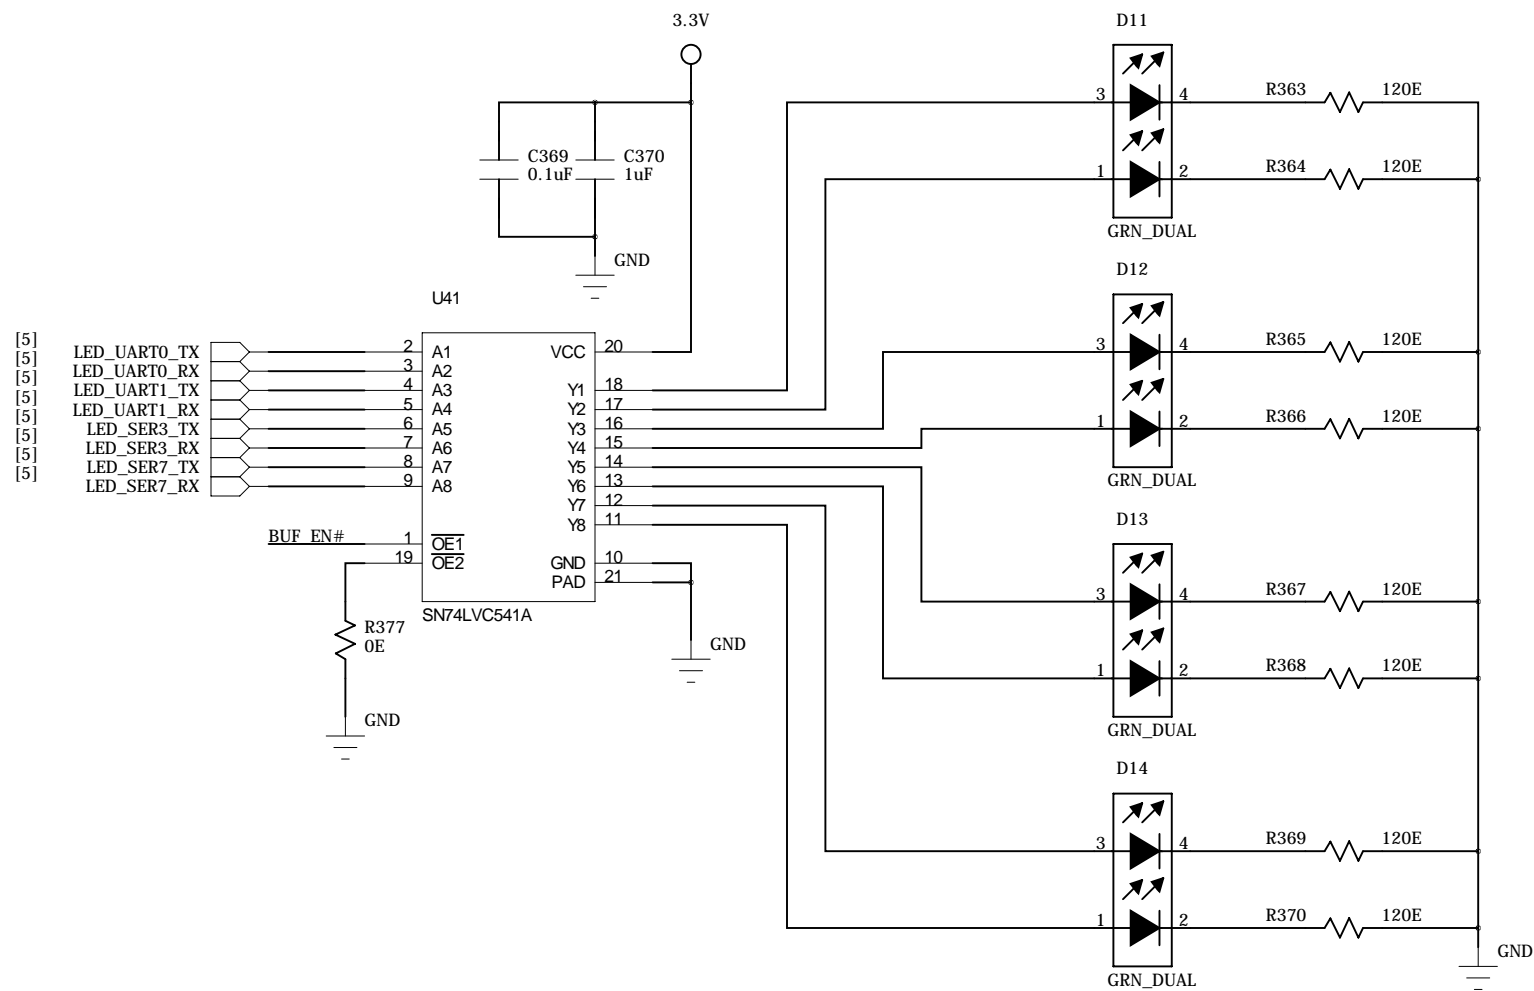 3.3V
D11
3
4
R363
120E
C369
0.1uF
C370
1uF
1
2
R364
120E
GRN_DUAL
GND
D12
U41
[5]
LED_UART0_TX
2
A1
VCC
20
3
4
R365
120E
[5]
LED_UART0_RX
3
A2
[5]
LED_UART1_TX
4
A3
Y1
18
[5]
LED_UART1_RX
5
A4
Y2
17
[5]
LED_SER3_TX
6
A5
Y3
16
1
2
R366
120E
[5]
LED_SER3_RX
7
A6
Y4
15
[5]
LED_SER7_TX
8
A7
Y5
14
[5]
LED_SER7_RX
9
A8
Y6
13
GRN_DUAL
Y7
12
Y8
11
D13
BUF_EN#
1
OE1
19
OE2
GND
10
PAD
21
SN74LVC541A
3
4
R367
120E
R377
0E
GND
1
2
R368
120E
GND
GRN_DUAL
D14
3
4
R369
120E
1
2
R370
120E
GND
GRN_DUAL